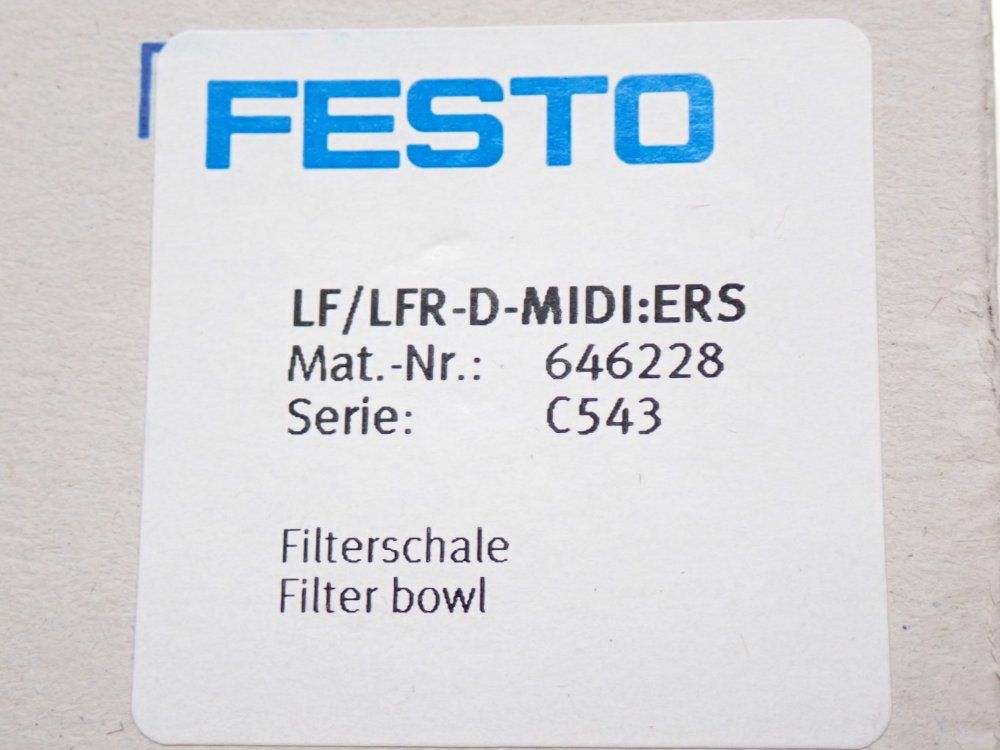 FESTO
LF/LFR-D-MIDI:ERS
Mat.-Nr.: 646228
Serie: C543
Filterschale
Filter bowl